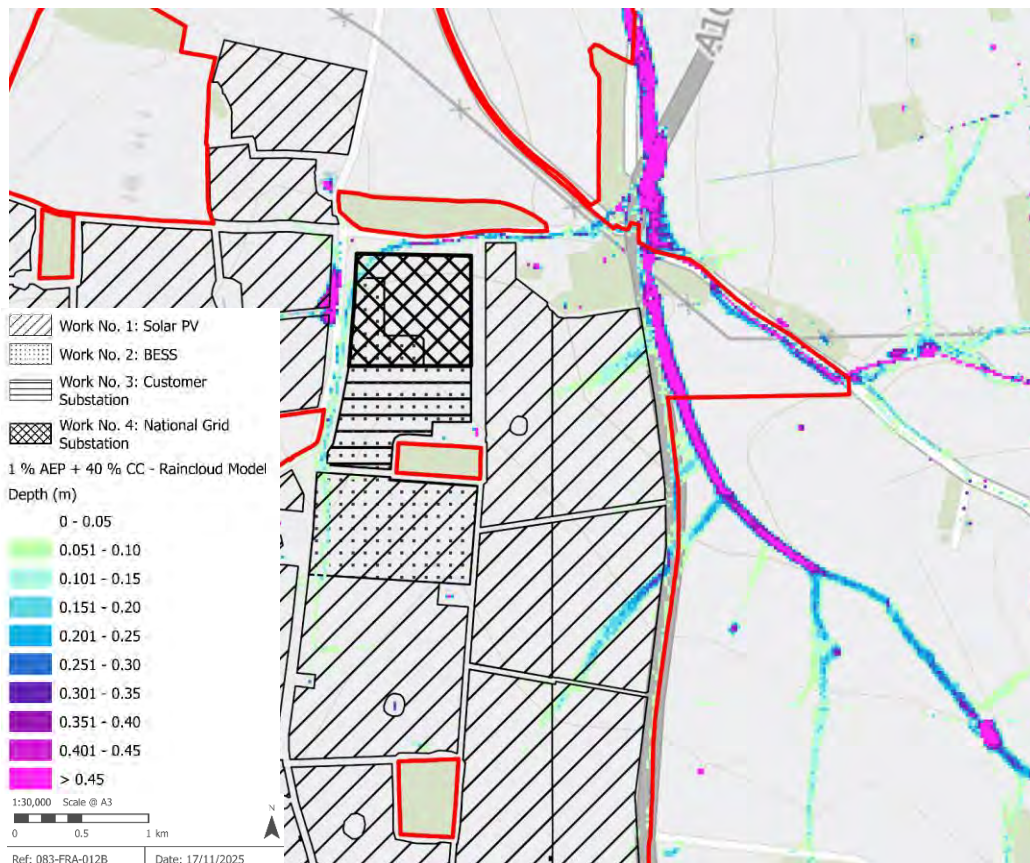 A10
Work No. 1: Solar PV
Work No. 2: BESS
Work No. 3: Customer
Substation
Work No. 4: National Grid
Substation
1 % AEP + 40 % CC - Raincloud Model
Depth (m)
0 - 0.05
0.051 - 0.10
0.101 - 0.15
0.151 - 0.20
0.201 - 0.25
0.251 - 0.30
0.301 - 0.35
0.351 - 0.40
0.401 - 0.45
> 0.45
1:30,000 Scale @ A3
N
0 0.5 1 km
Ref: 083-FRA-012B Date: 17/11/2025